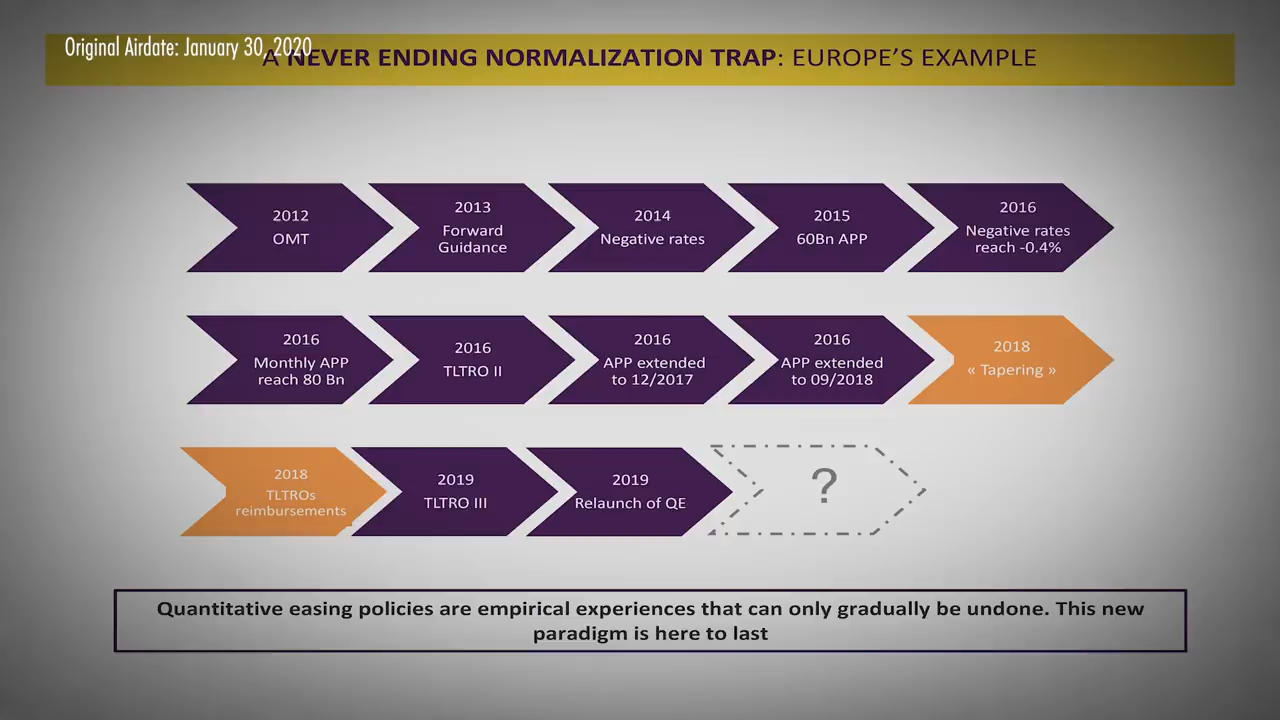 Original Airdate: January 30, 2020
A NEVER ENDING NORMALIZATION TRAP: EUROPE'S EXAMPLE
2012
OMT
2013
Forward
Guidance
2014
Negative rates
2015
60Bn APP
2016
Negative rates
reach -0.4%
2016
Monthly APP
reach 80 Bn
2016
TLTRO II
2016
APP extended
to 12/2017
2016
APP extended
to 09/2018
2018
« Tapering »
2018
TLTROs
reimbursements
2019
TLTRO III
2019
Relaunch of QE
?
Quantitative easing policies are empirical experiences that can only gradually be undone. This new
paradigm is here to last